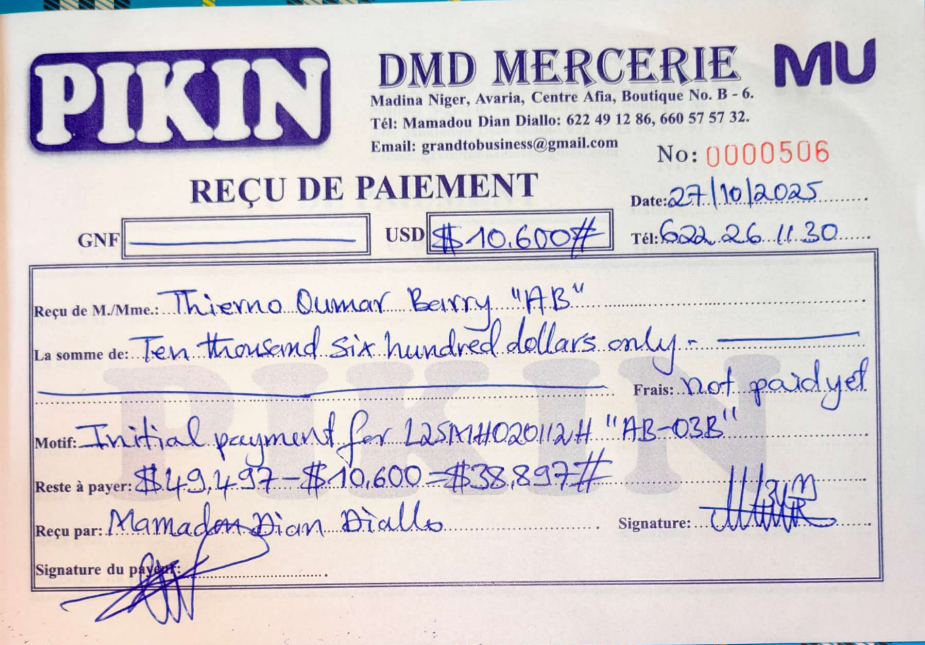 PIKIN
DMD MERCERIE MU
Madina Niger, Avaria, Centre Afia, Boutique No. B - 6.
Tél: Mamadou Dian Diallo: 622 49 12 86, 660 57 57 32.
Email: grandtobusiness@gmail.com
No: 0000506
REÇU DE PAIEMENT
Date: 27/10/2025
GNF USD $10.600#
Tél: 622 26 11 30
Reçu de M./Mme.: Thierno Oumar Barry "AB"
La somme de: Ten thousand six hundred dollars only.-
Frais: not paid yet
PIKIN
Motif: Initial payment for L25MH020112H "AB-03B"
Reste à payer: $49,497-$10,600=$38,897#
Reçu par: Mamadou Dian Diallo Signature:
Signature du payeur: